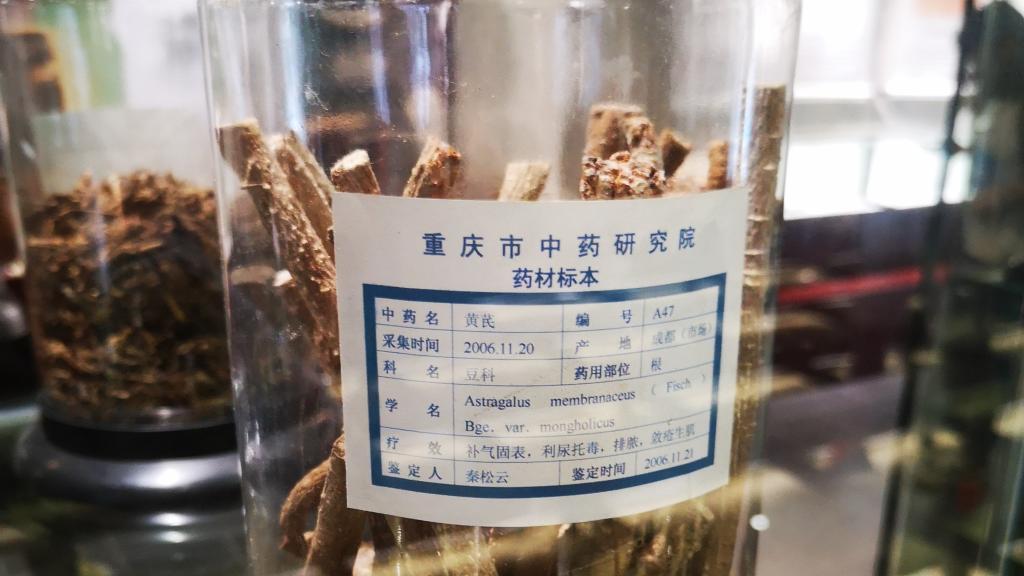 重庆市中药研究院
药材标本
中药名 黄芪 编号 A47
采集时间 2006.11.20 产地 成都(市场)
科名 豆科 药用部位 根
学名 Astragalus membranaceus ( Fisch )
Bge. var. mongholicus
疗效 补气固表,利尿托毒,排脓,敛疮生肌
鉴定人 秦松云 鉴定时间 2006.11.21